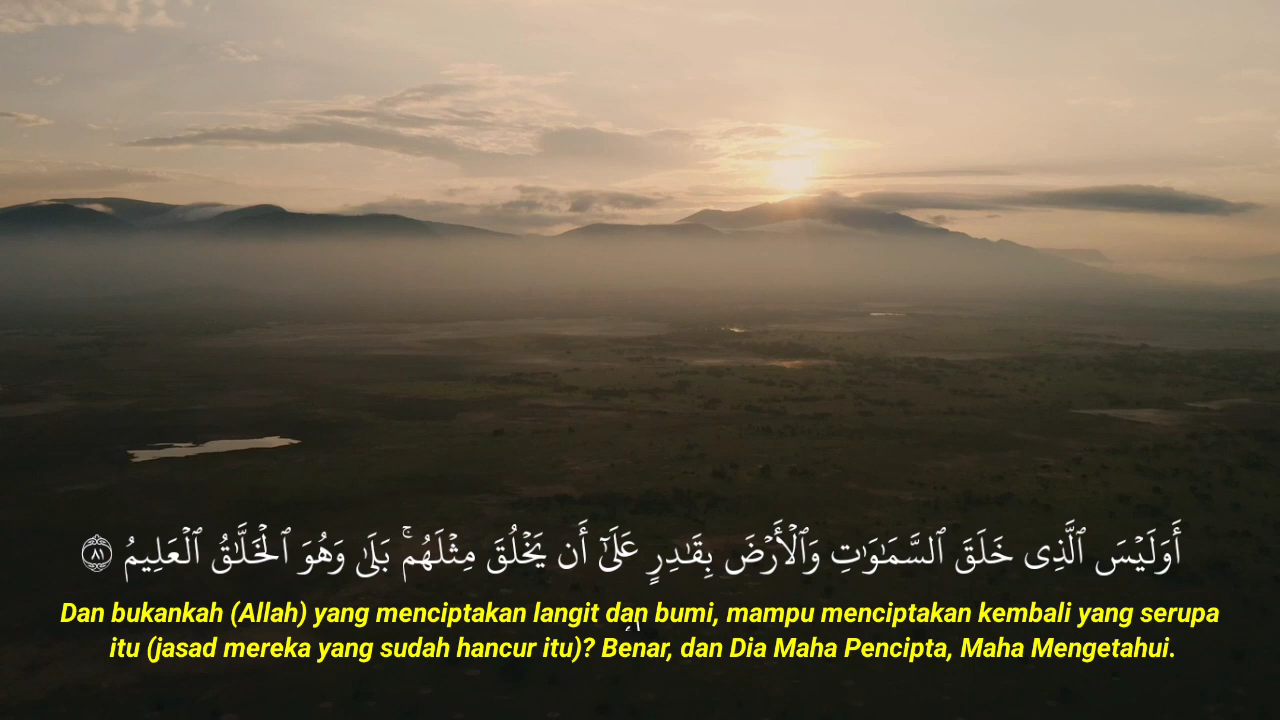 أَوَلَيْسَ ٱلَّذِى خَلَقَ ٱلسَّمَـٰوَٰتِ وَٱلْأَرْضَ بِقَـٰدِرٍ عَلَىٰٓ أَن يَخْلُقَ مِثْلَهُم ۚ بَلَىٰ وَهُوَ ٱلْخَلَّـٰقُ ٱلْعَلِيمُ ٨١
Dan bukankah (Allah) yang menciptakan langit dan bumi, mampu menciptakan kembali yang serupa
itu (jasad mereka yang sudah hancur itu)? Benar, dan Dia Maha Pencipta, Maha Mengetahui.